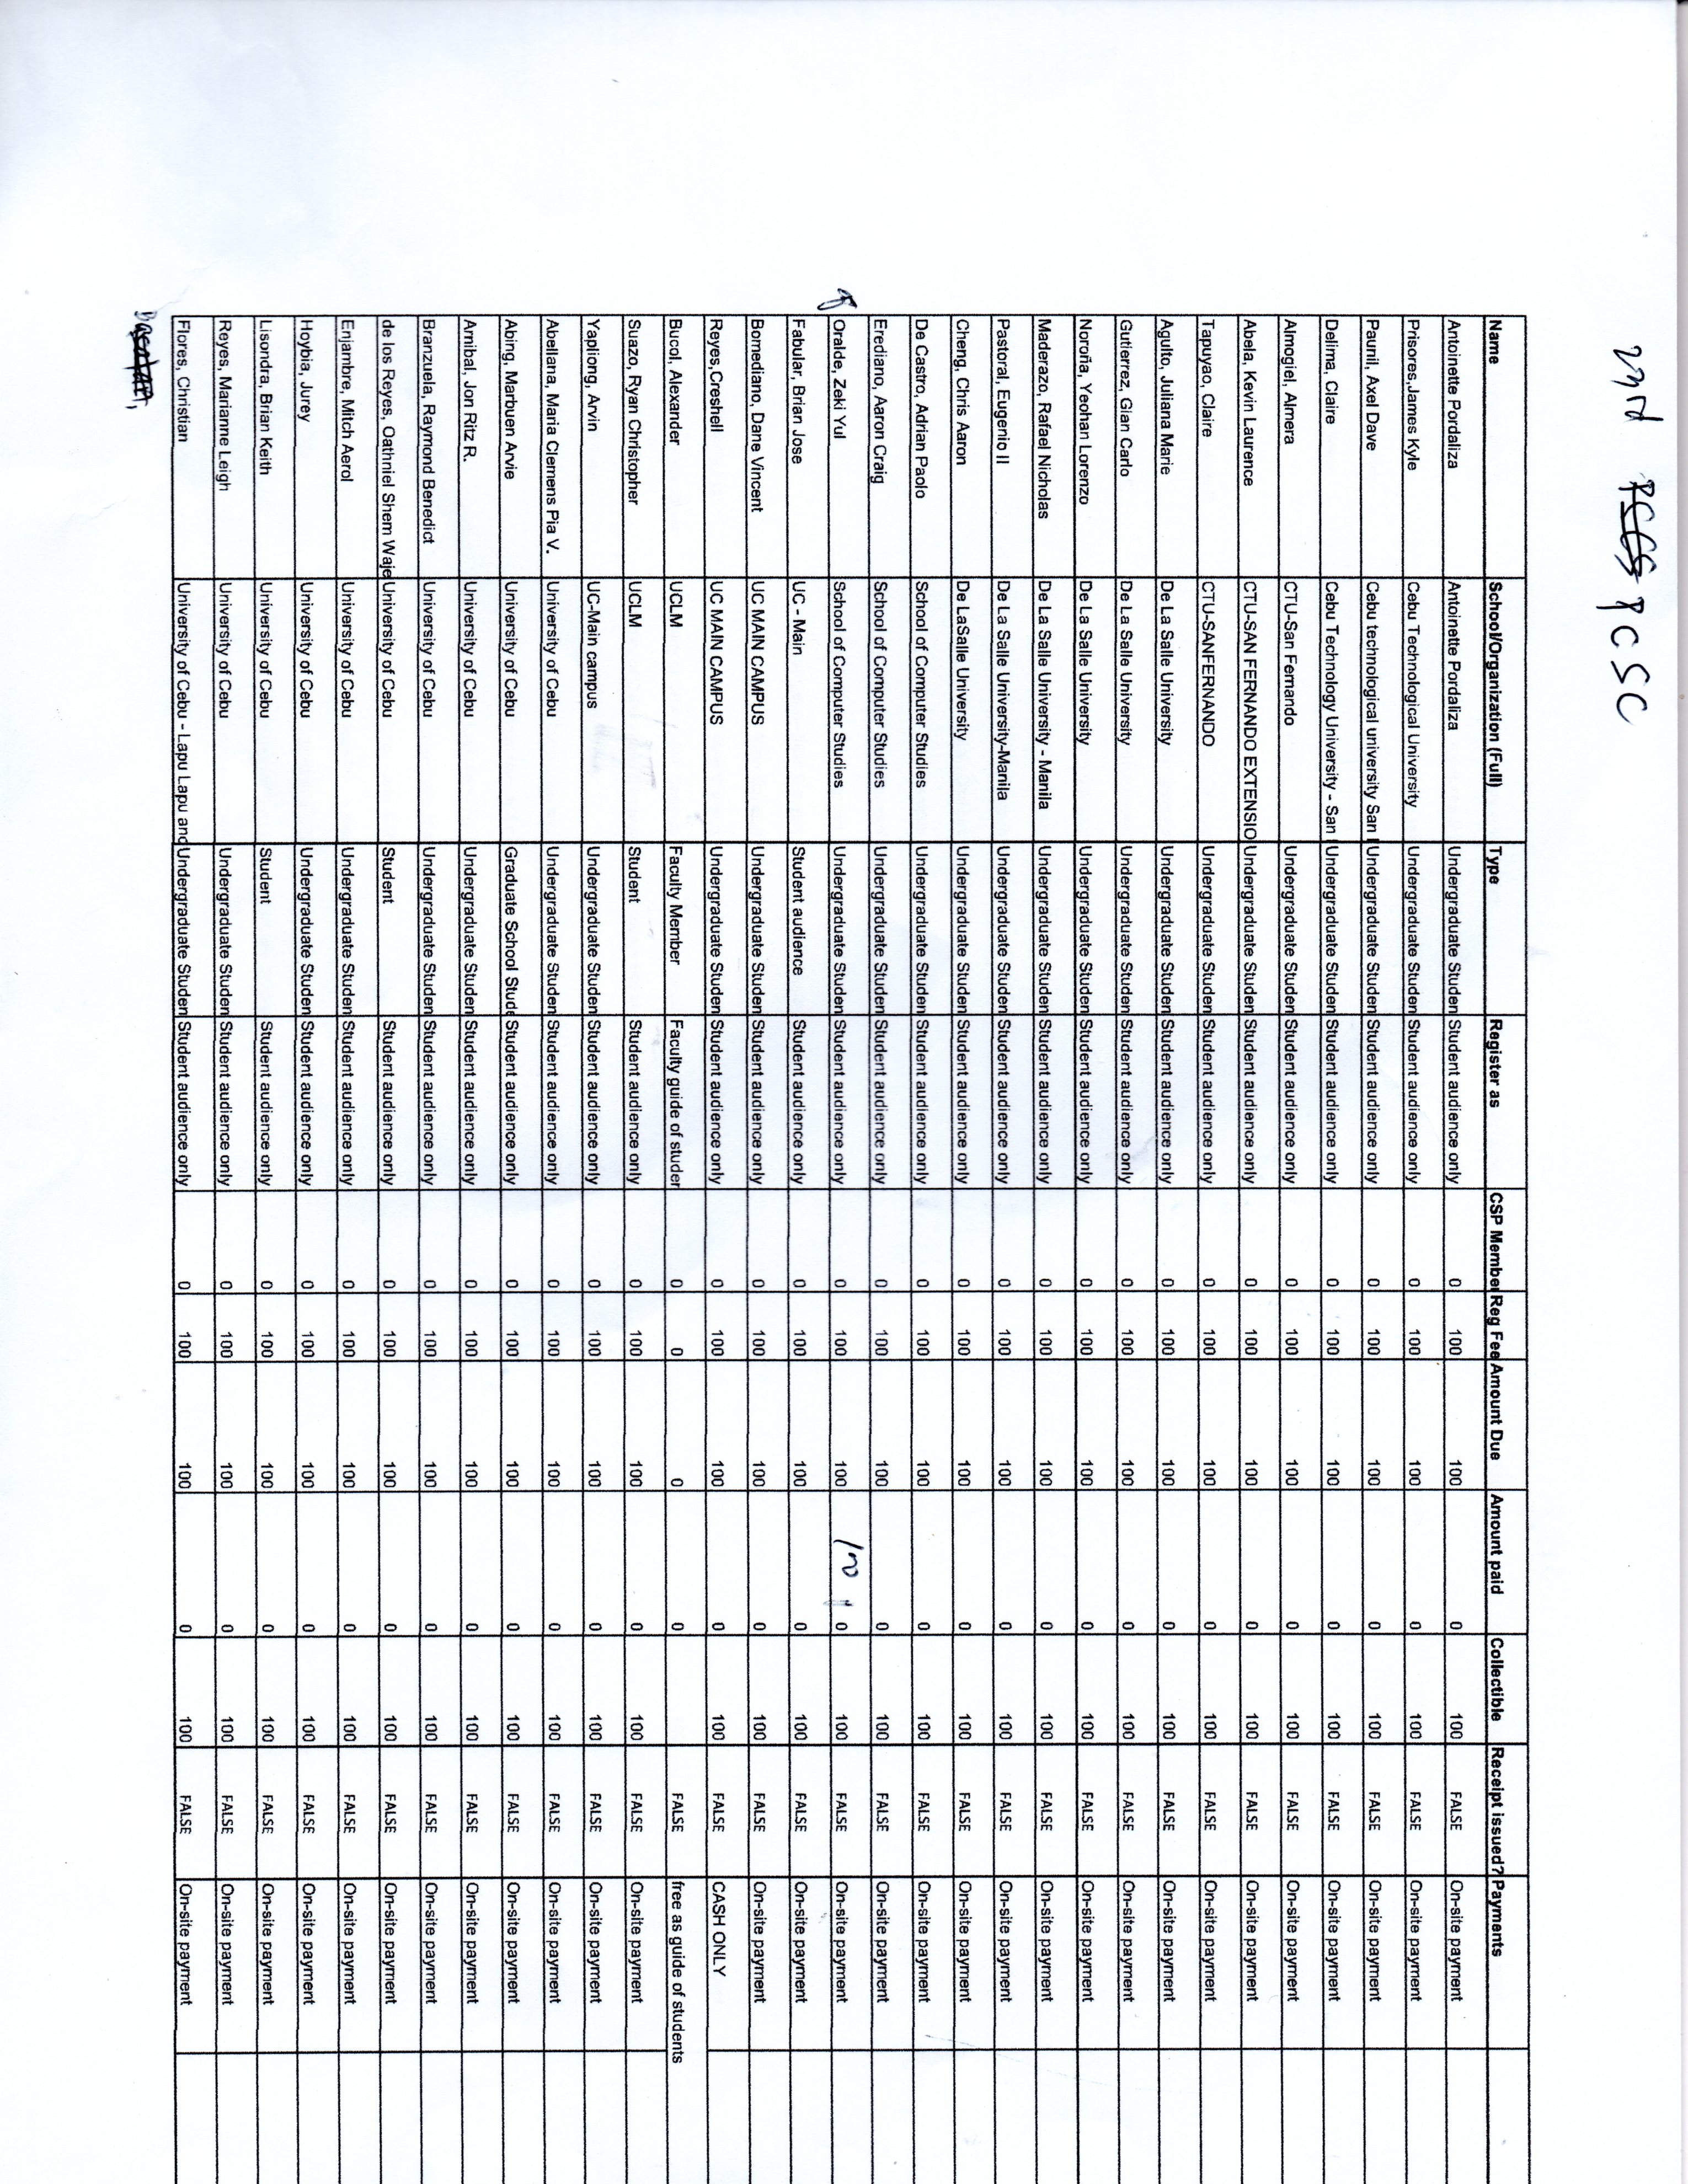 PCSC
Name School/Organization (Full) Type Register as CSP Member Reg Fee Amount Due Amount paid Collectible Receipt issued? Payments
Antoinette Pordaliza Antoinette Pordaliza Undergraduate Studen Student audience only 0 100 100 0 100 FALSE On-site payment
Prisores,James Kyle Cebu Technological University Undergraduate Studen Student audience only 0 100 100 0 100 FALSE On-site payment
Paunil, Axel Dave Cebu technological university San Undergraduate Studen Student audience only 0 100 100 0 100 FALSE On-site payment
Delima, Claire Cebu Technology University - San Undergraduate Studen Student audience only 0 100 100 0 100 FALSE On-site payment
Almogiel, Almera CTU-San Fernando Undergraduate Studen Student audience only 0 100 100 0 100 FALSE On-site payment
Abela, Kevin Laurence CTU-SAN FERNANDO EXTENSIO Undergraduate Studen Student audience only 0 100 100 0 100 FALSE On-site payment
Tapuyao, Claire CTU-SANFERNANDO Undergraduate Studen Student audience only 0 100 100 0 100 FALSE On-site payment
Agulto, Juliana Marie De La Salle University Undergraduate Studen Student audience only 0 100 100 0 100 FALSE On-site payment
Gutierrez, Gian Carlo De La Salle University Undergraduate Studen Student audience only 0 100 100 0 100 FALSE On-site payment
Noroña, Yeohan Lorenzo De La Salle University Undergraduate Studen Student audience only 0 100 100 0 100 FALSE On-site payment
Maderazo, Rafael Nicholas De La Salle University - Manila Undergraduate Studen Student audience only 0 100 100 0 100 FALSE On-site payment
Pastoral, Eugenio II De La Salle University-Manila Undergraduate Studen Student audience only 0 100 100 0 100 FALSE On-site payment
Cheng, Chris Aaron De LaSalle University Undergraduate Studen Student audience only 0 100 100 0 100 FALSE On-site payment
De Castro, Adrian Paolo School of Computer Studies Undergraduate Studen Student audience only 0 100 100 0 100 FALSE On-site payment
Erediano, Aaron Craig School of Computer Studies Undergraduate Studen Student audience only 0 100 100 0 100 FALSE On-site payment
Oralde, Zeki Yul School of Computer Studies Undergraduate Studen Student audience only 0 100 100 100 0 100 FALSE On-site payment
Fabular, Brian Jose UC - Main Student audience Student audience only 0 100 100 0 100 FALSE On-site payment
Bomediano, Dane Vincent UC MAIN CAMPUS Undergraduate Studen Student audience only 0 100 100 0 100 FALSE On-site payment
Reyes,Creshell UC MAIN CAMPUS Undergraduate Studen Student audience only 0 100 100 0 100 FALSE CASH ONLY
Bucol, Alexander UCLM Faculty Member Faculty guide of studer 0 0 0 0 FALSE free as guide of students
Suazo, Ryan Christopher UCLM Student Student audience only 0 100 100 0 100 FALSE On-site payment
Yapliong, Arvin UC-Main campus Undergraduate Studen Student audience only 0 100 100 0 100 FALSE On-site payment
Abellana, Maria Clemens Pia V. University of Cebu Undergraduate Studen Student audience only 0 100 100 0 100 FALSE On-site payment
Abing, Marbuen Arvie University of Cebu Graduate School Stude Student audience only 0 100 100 0 100 FALSE On-site payment
Amibal, Jon Ritz R. University of Cebu Undergraduate Studen Student audience only 0 100 100 0 100 FALSE On-site payment
Branzuela, Raymond Benedict University of Cebu Undergraduate Studen Student audience only 0 100 100 0 100 FALSE On-site payment
de los Reyes, Oathniel Shem Waje University of Cebu Student Student audience only 0 100 100 0 100 FALSE On-site payment
Enjambre, Mitch Aerol University of Cebu Undergraduate Studen Student audience only 0 100 100 0 100 FALSE On-site payment
Hoybia, Jurey University of Cebu Undergraduate Studen Student audience only 0 100 100 0 100 FALSE On-site payment
Lisondra, Brian Keith University of Cebu Student Student audience only 0 100 100 0 100 FALSE On-site payment
Reyes, Marianne Leigh University of Cebu Undergraduate Studen Student audience only 0 100 100 0 100 FALSE On-site payment
Flores, Christian University of Cebu - Lapu Lapu and Undergraduate Studen Student audience only 0 100 100 0 100 FALSE On-site payment